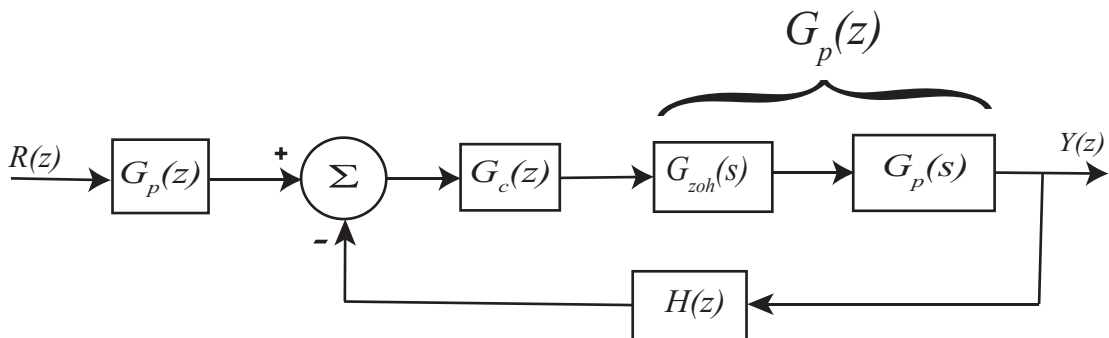 G_p(z)
R(z)
G_p(z)
+
Σ
-
G_c(z)
G_zoh(s)
G_p(s)
Y(z)
H(z)